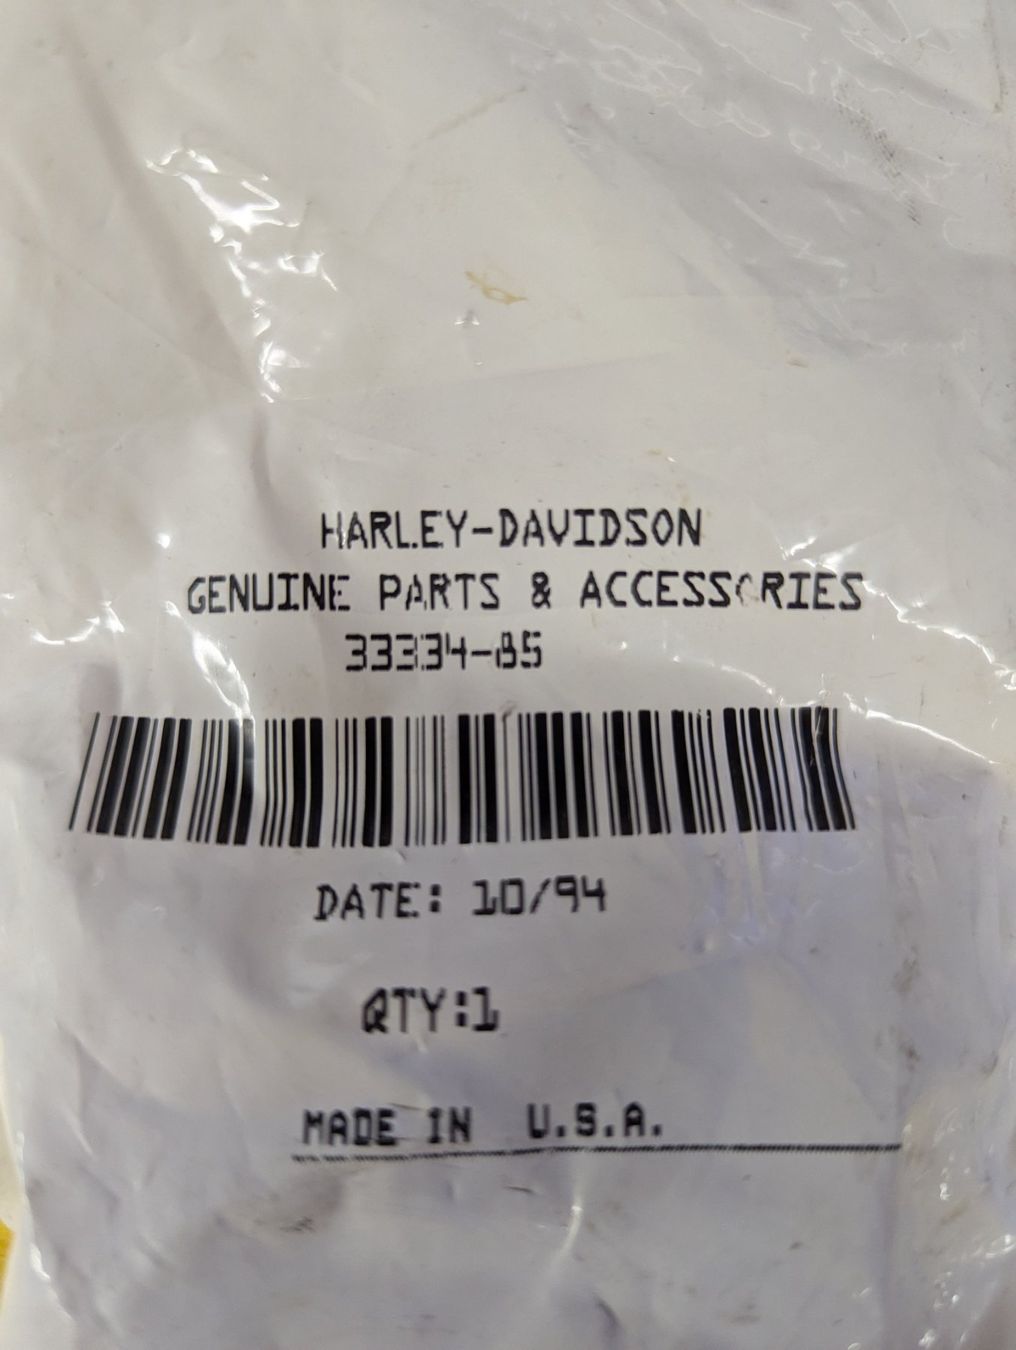 HARLEY-DAVIDSON
GENUINE PARTS & ACCESSORIES
33334-85
DATE: 10/94
QTY:1
MADE IN U.S.A.